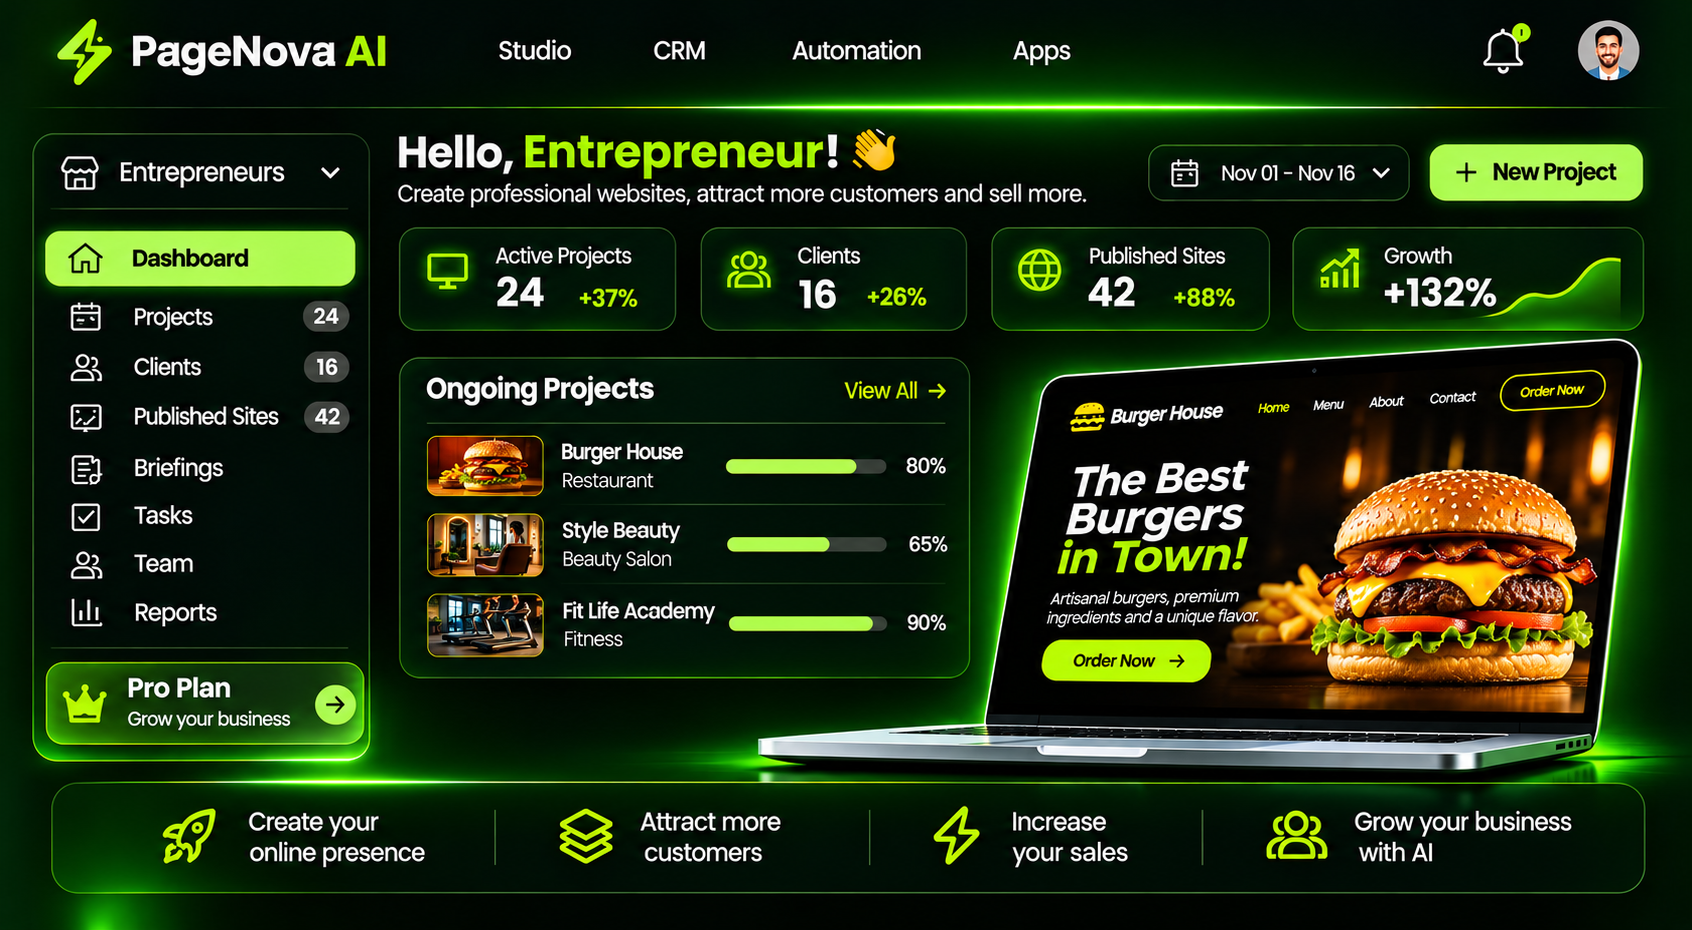 PageNova AI
Studio
CRM
Automation
Apps
Entrepreneurs
Dashboard
Projects 24
Clients 16
Published Sites 42
Briefings
Tasks
Team
Reports
Pro Plan
Grow your business
Hello, Entrepreneur! 👋
Create professional websites, attract more customers and sell more.
Nov 01 - Nov 16
+ New Project
Active Projects
24 +37%
Clients
16 +26%
Published Sites
42 +88%
Growth
+132%
Ongoing Projects
View All →
Burger House
Restaurant
80%
Style Beauty
Beauty Salon
65%
Fit Life Academy
Fitness
90%
Burger House
Home
Menu
About
Contact
Order Now
The Best
Burgers
in Town!
Artisanal burgers, premium
ingredients and a unique flavor.
Order Now →
Create your
online presence
Attract more
customers
Increase
your sales
Grow your business
with AI